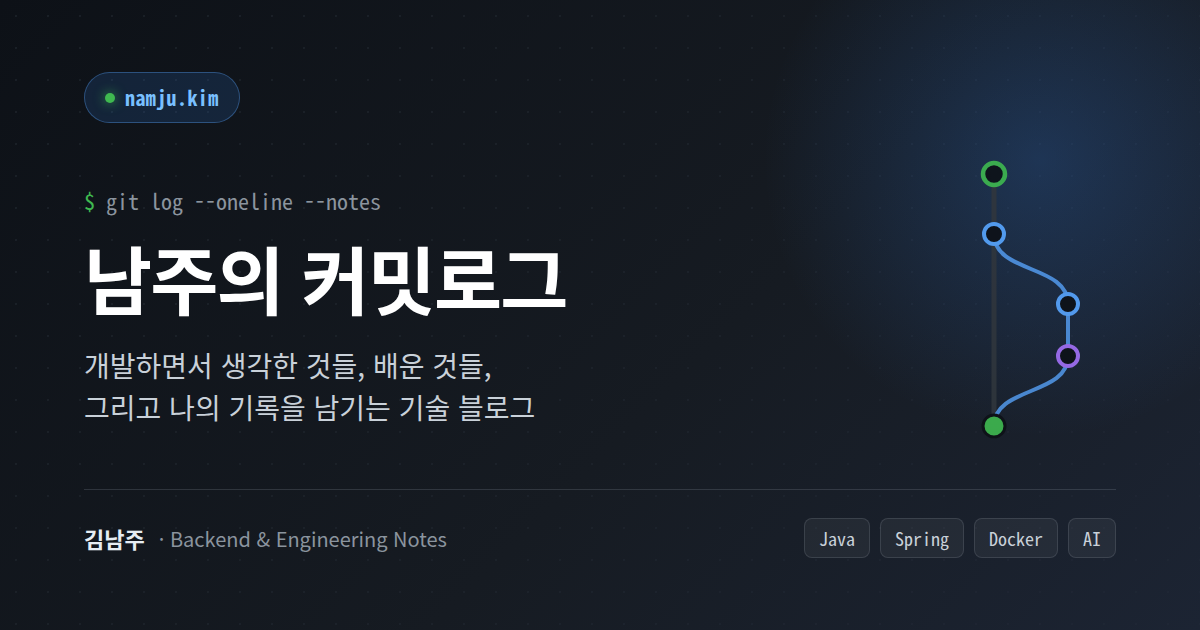 namju.kim
$ git log --oneline --notes
남주의 커밋로그
개발하면서 생각한 것들, 배운 것들,
그리고 나의 기록을 남기는 기술 블로그
김남주 · Backend & Engineering Notes
Java Spring Docker AI